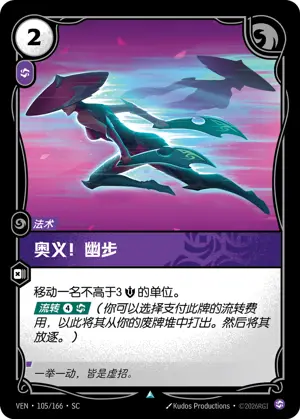 2
法术
奥义！幽步
移动一名不高于3的单位。
流转 4 （你可以选择支付此牌的流转费
用，以此将其从你的废牌堆中打出。然后将其
放逐。）
一举一动，皆是虚招。
VEN • 105/166 • SC
Kudos Productions • ©2026RGI